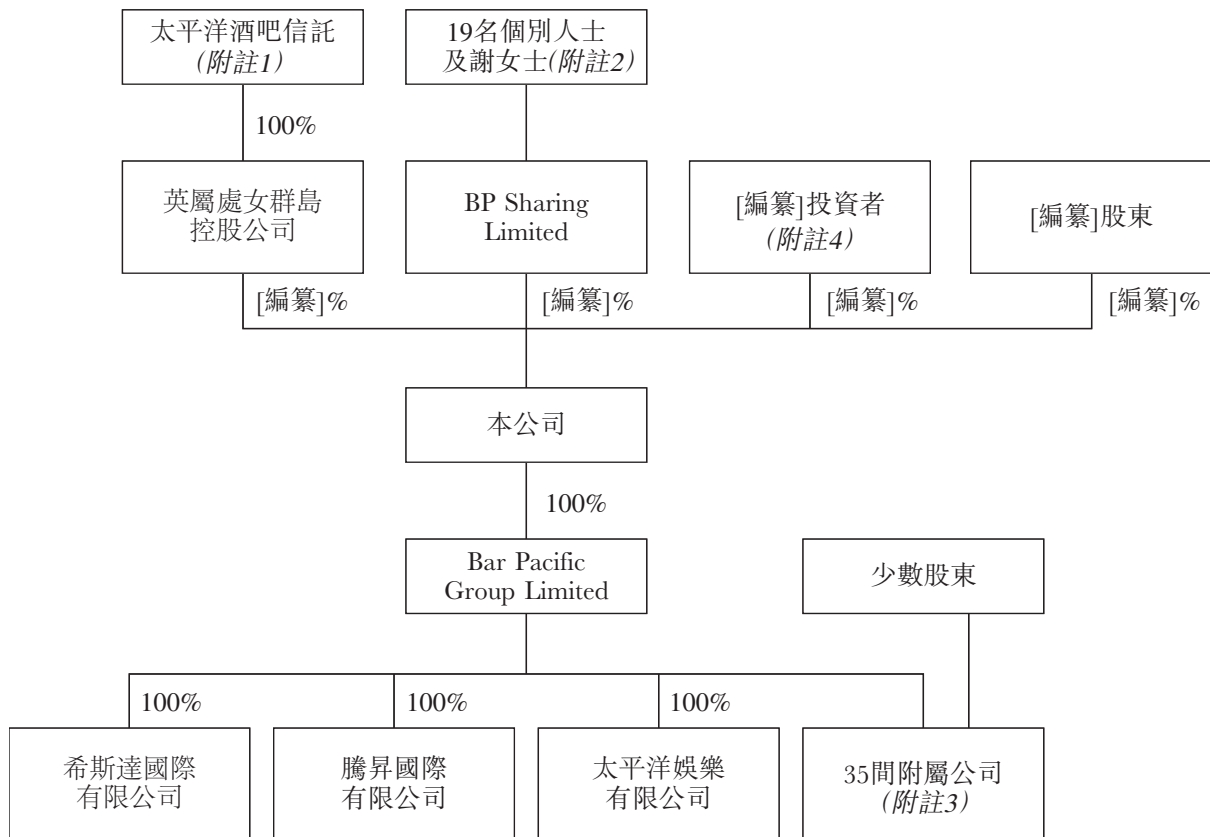 太平洋酒吧信託
(附註1)
19名個別人士
及謝女士(附註2)
100%
英屬處女群島
控股公司
BP Sharing
Limited
[編纂]投資者
(附註4)
[編纂]股東
[編纂]%
[編纂]%
[編纂]%
[編纂]%
本公司
100%
Bar Pacific
Group Limited
少數股東
100%
100%
100%
希斯達國際
有限公司
騰昇國際
有限公司
太平洋娛樂
有限公司
35間附屬公司
(附註3)